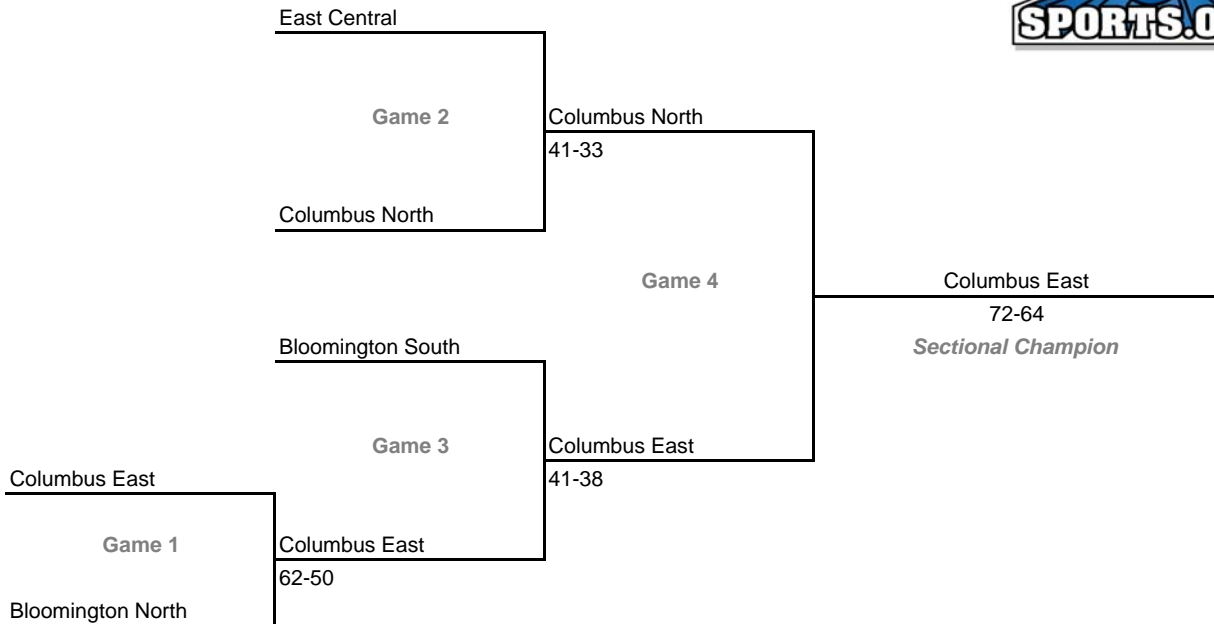 East Central
SPORTS.O
Game 2
Columbus North
41-33
Columbus North
Game 4
Columbus East
72-64
Bloomington South
Sectional Champion
Game 3
Columbus East
Columbus East
41-38
Game 1
Columbus East
62-50
Bloomington North